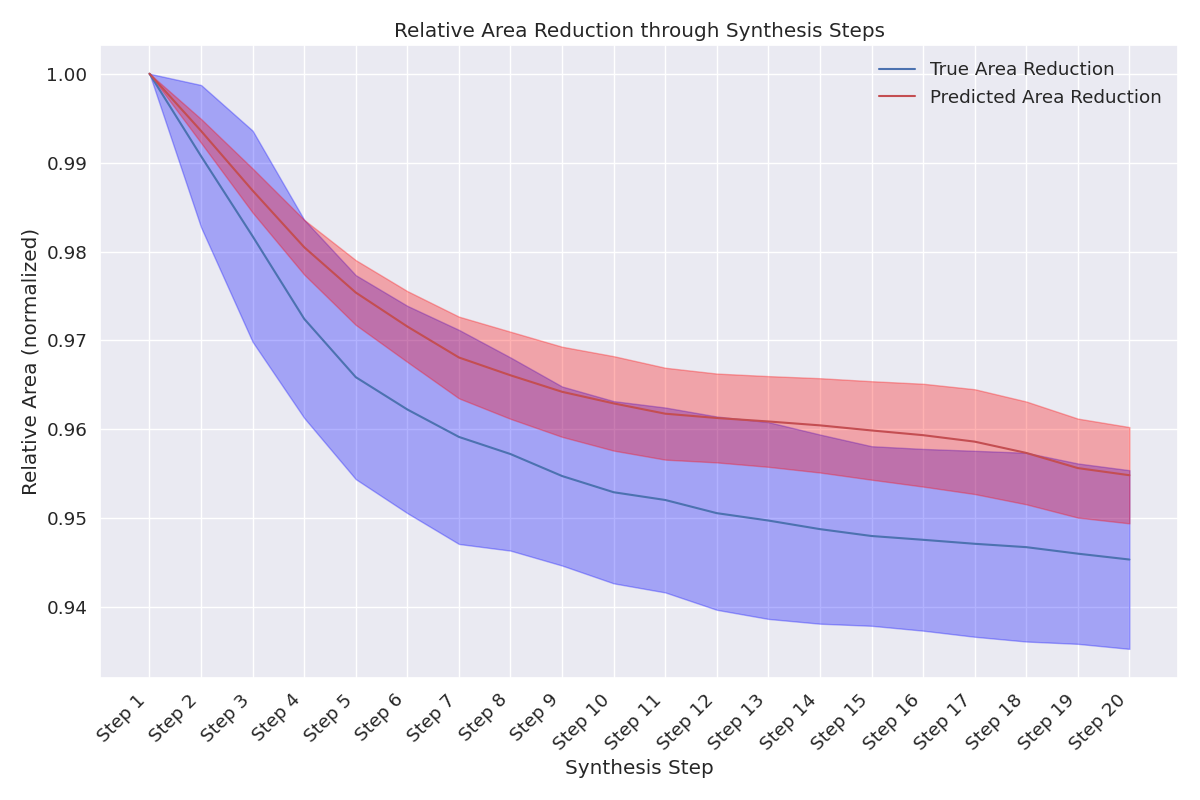 Relative Area Reduction through Synthesis Steps
True Area Reduction
Predicted Area Reduction
Relative Area (normalized)
1.00
0.99
0.98
0.97
0.96
0.95
0.94
Step 1
Step 2
Step 3
Step 4
Step 5
Step 6
Step 7
Step 8
Step 9
Step 10
Step 11
Step 12
Step 13
Step 14
Step 15
Step 16
Step 17
Step 18
Step 19
Step 20
Synthesis Step